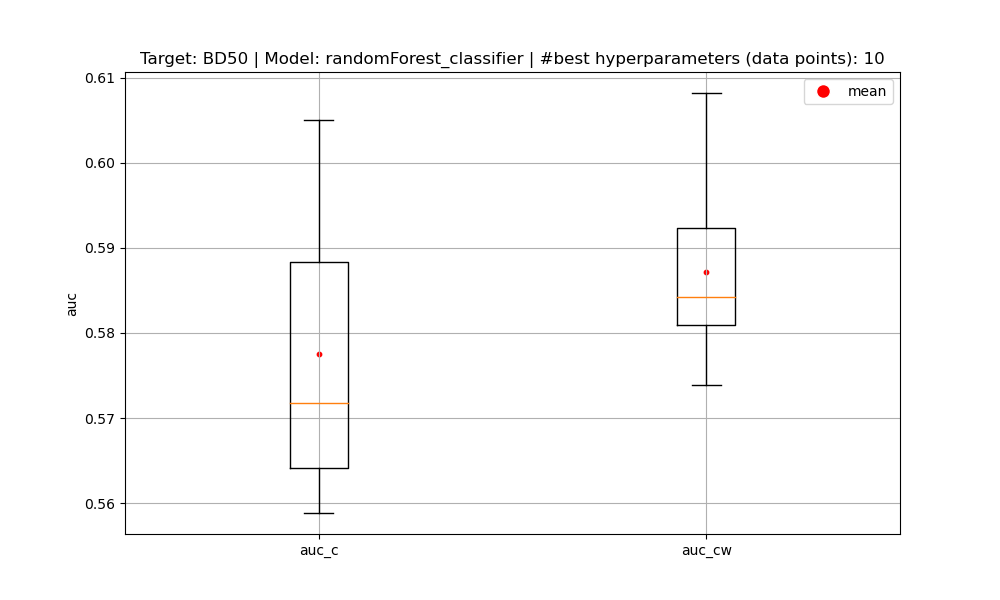 Target: BD50 | Model: randomForest_classifier | #best hyperparameters (data points): 10
mean
0.61
0.60
0.59
0.58
0.57
0.56
auc
auc_c
auc_cw